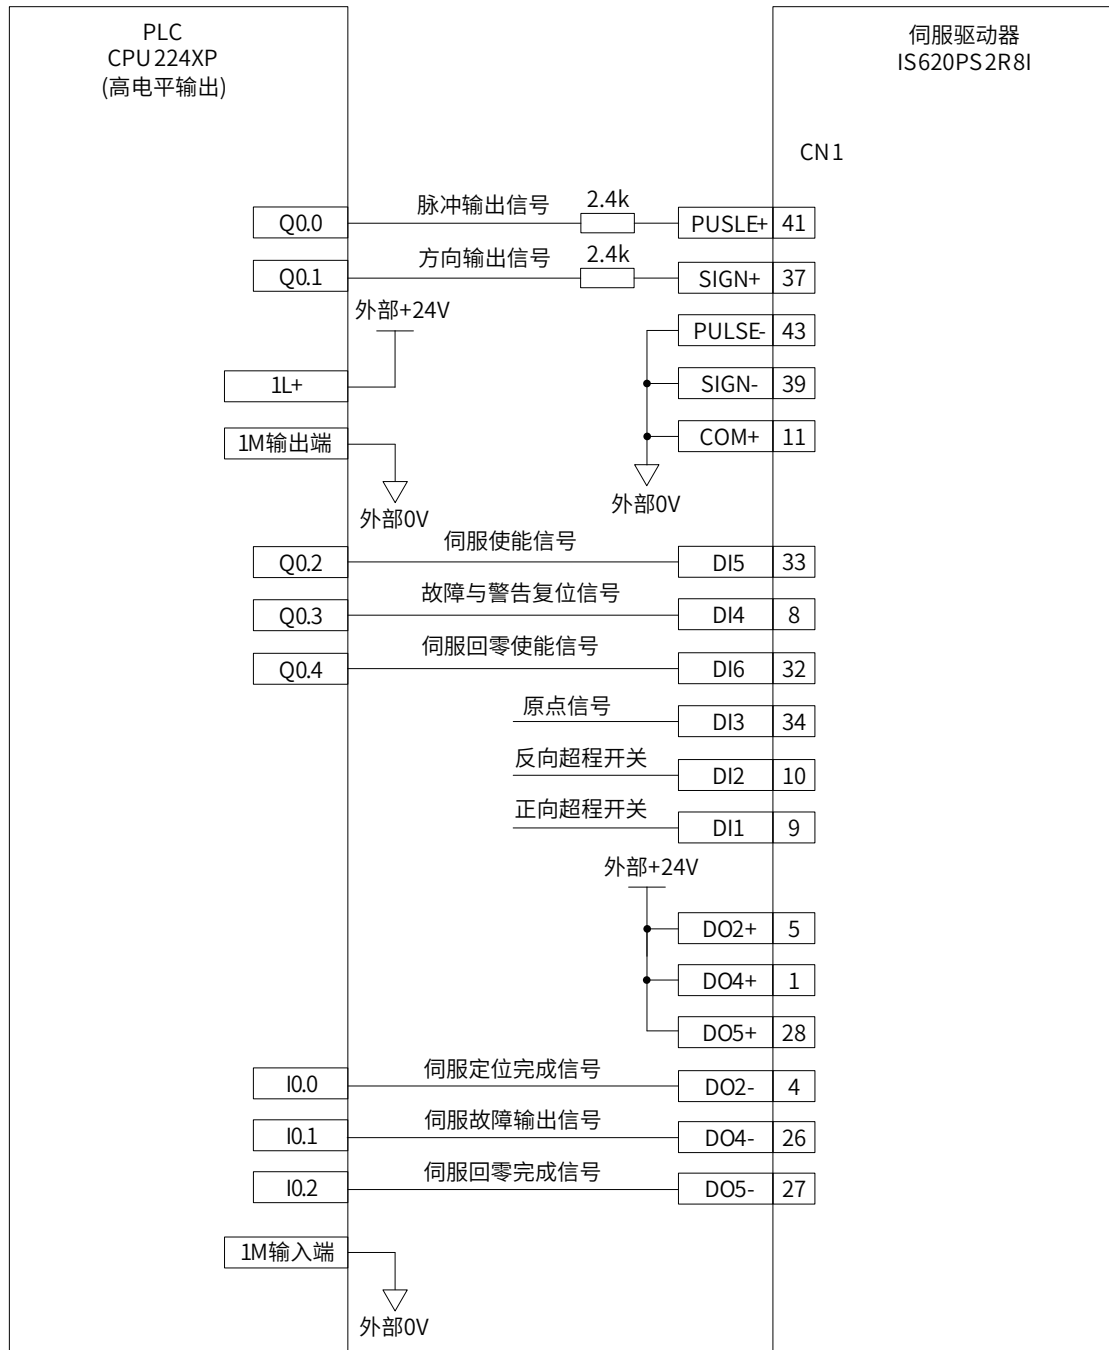 PLC
CPU224XP
(高电平输出)
伺服驱动器
IS620PS2R8I
CN1
Q0.0
脉冲输出信号
2.4k
PUSLE+
41
Q0.1
方向输出信号
2.4k
SIGN+
37
外部+24V
PULSE-
43
1L+
SIGN-
39
1M输出端
COM+
11
外部0V
外部0V
Q0.2
伺服使能信号
DI5
33
Q0.3
故障与警告复位信号
DI4
8
Q0.4
伺服回零使能信号
DI6
32
原点信号
DI3
34
反向超程开关
DI2
10
正向超程开关
DI1
9
外部+24V
DO2+
5
DO4+
1
DO5+
28
I0.0
伺服定位完成信号
DO2-
4
I0.1
伺服故障输出信号
DO4-
26
I0.2
伺服回零完成信号
DO5-
27
1M输入端
外部0V